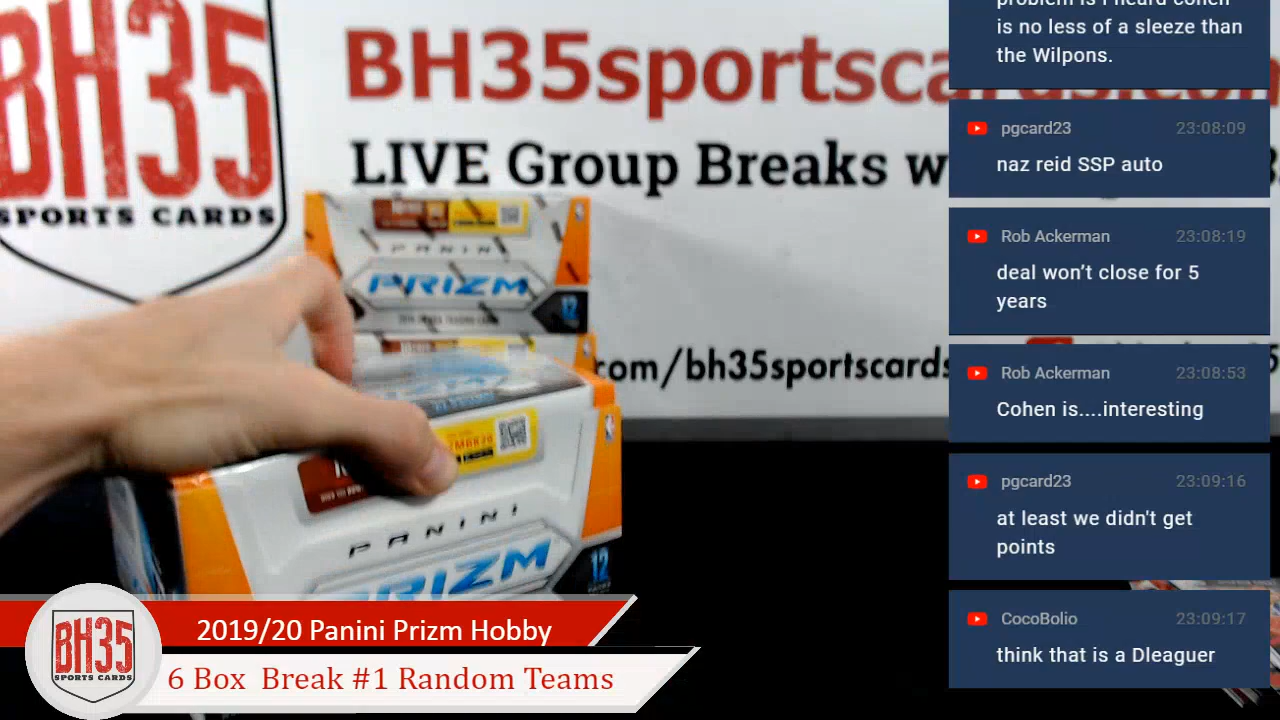 BH35
SPORTS CARDS
BH35sportscards.com
LIVE Group Breaks w
.com/bh35sportscards
PANINI
PRIZM
12
PANINI
PRIZM
12
BH35
SPORTS CARDS
2019/20 Panini Prizm Hobby
6 Box Break #1 Random Teams
is no less of a sleeze than
the Wilpons.
pgcard23 23:08:09
naz reid SSP auto
Rob Ackerman 23:08:19
deal won’t close for 5
years
Rob Ackerman 23:08:53
Cohen is....interesting
pgcard23 23:09:16
at least we didn't get
points
CocoBolio 23:09:17
think that is a Dleaguer